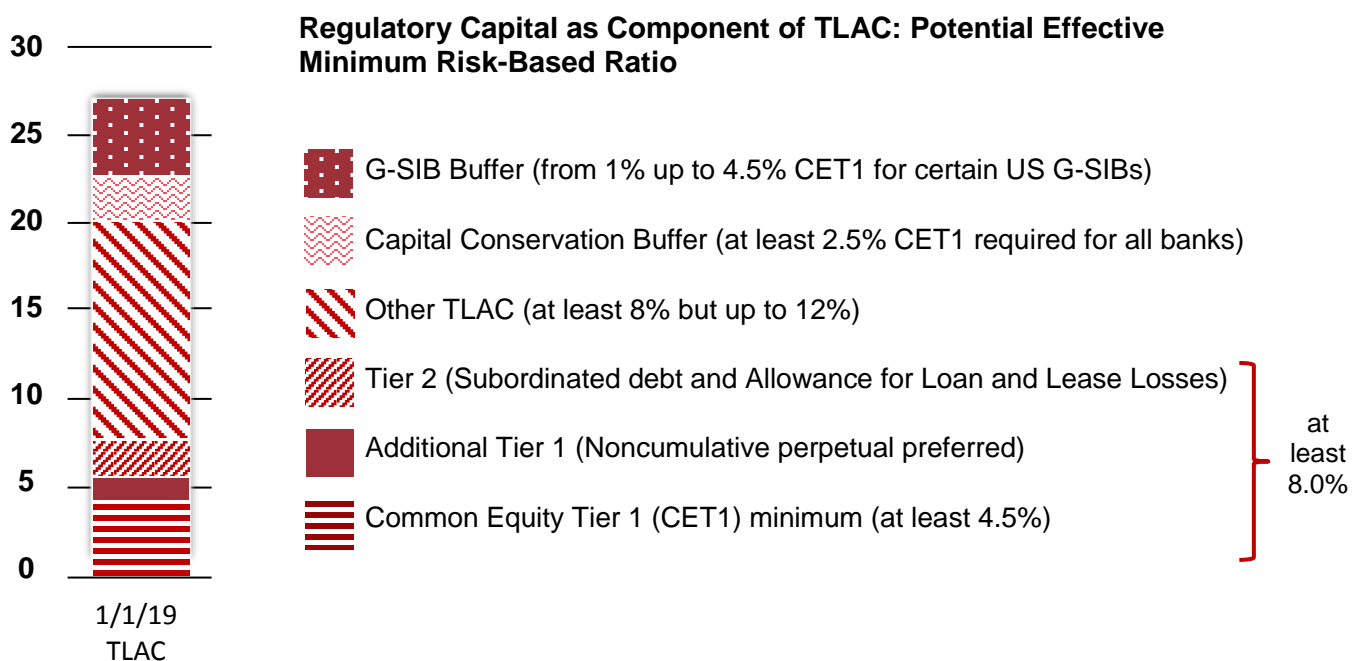 Regulatory Capital as Component of TLAC: Potential Effective
Minimum Risk-Based Ratio
30
25
20
15
10
5
0
1/1/19
TLAC
G-SIB Buffer (from 1% up to 4.5% CET1 for certain US G-SIBs)
Capital Conservation Buffer (at least 2.5% CET1 required for all banks)
Other TLAC (at least 8% but up to 12%)
Tier 2 (Subordinated debt and Allowance for Loan and Lease Losses)
Additional Tier 1 (Noncumulative perpetual preferred)
Common Equity Tier 1 (CET1) minimum (at least 4.5%)
at
least
8.0%